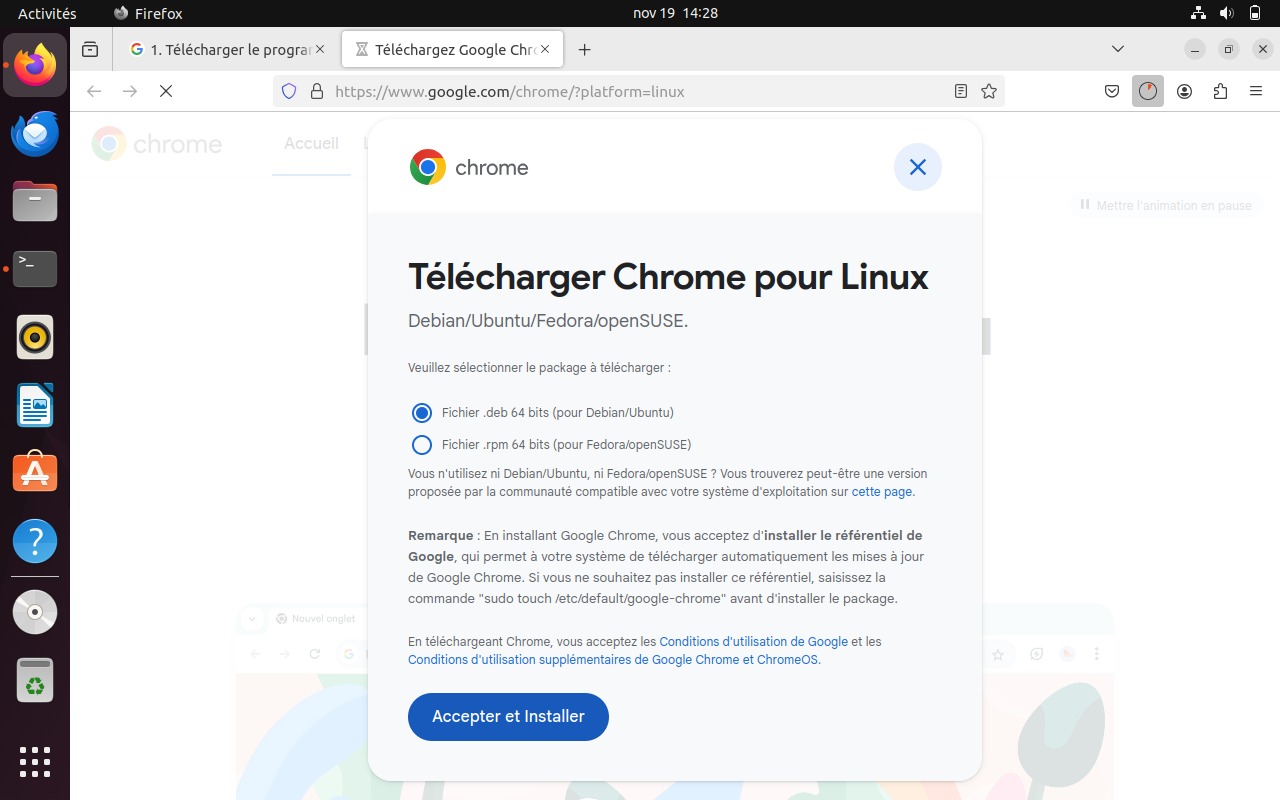 Activités
Firefox
nov 19 14:28
1. Télécharger le progra
Téléchargez Google Chr
https://www.google.com/chrome/?platform=linux
chrome
Accueil
chrome
Mettre l'animation en pause
Télécharger Chrome pour Linux
Debian/Ubuntu/Fedora/openSUSE.
Veuillez sélectionner le package à télécharger :
Fichier .deb 64 bits (pour Debian/Ubuntu)
Fichier .rpm 64 bits (pour Fedora/openSUSE)
Vous n'utilisez ni Debian/Ubuntu, ni Fedora/openSUSE ? Vous trouverez peut-être une version
proposée par la communauté compatible avec votre système d'exploitation sur cette page.
Remarque : En installant Google Chrome, vous acceptez d'installer le référentiel de
Google, qui permet à votre système de télécharger automatiquement les mises à jour
de Google Chrome. Si vous ne souhaitez pas installer ce référentiel, saisissez la
commande "sudo touch /etc/default/google-chrome" avant d'installer le package.
Nouvel onglet
En téléchargeant Chrome, vous acceptez les Conditions d'utilisation de Google et les
Conditions d'utilisation supplémentaires de Google Chrome et ChromeOS.
Accepter et Installer